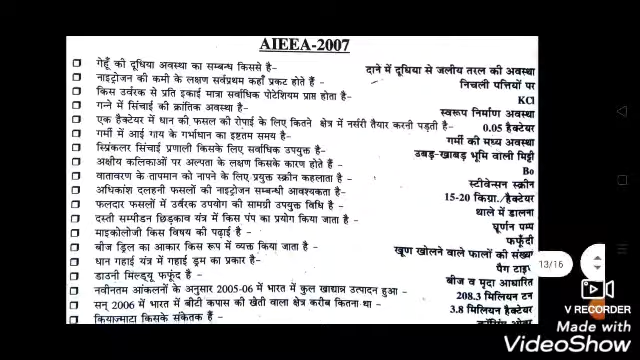 AIEEA-2007
गेहूँ की दूधिया अवस्था का सम्बन्ध किससे है- दाने में दूधिया से जलीय तरल की अवस्था
नाइट्रोजन की कमी के लक्षण सर्वप्रथम कहाँ प्रकट होते हैं- निचली पत्तियों पर
किस उर्वरक से प्रति इकाई मात्रा सर्वाधिक पोटेशियम प्राप्त होता है- KCl
गन्ने में सिंचाई की क्रांतिक अवस्था है- स्वरूप निर्माण अवस्था
एक हैक्टेयर में धान की फसल की रोपाई के लिए कितने क्षेत्र में नर्सरी तैयार करनी पड़ती है- 0.05 हैक्टेयर
गर्मी में आई गाय के गर्भाधान का इष्टतम समय है- गर्मी की मध्य अवस्था
स्प्रिंकलर सिंचाई प्रणाली किसके लिए सर्वाधिक उपयुक्त है- उबड़-खाबड़ भूमि वाली मिट्टी
अक्षीय कलिकाओं पर अल्पता के लक्षण किसके कारण होते हैं- Bo
वातावरण के तापमान को नापने के लिए प्रयुक्त स्क्रीन कहलाता है- स्टीवेन्सन स्क्रीन
अधिकांश दलहनी फसलों की नाइट्रोजन सम्बन्धी आवश्यकता है- 15-20 किग्रा./हैक्टेयर
फलदार फसलों में उर्वरक उपयोग की सामग्री उपयुक्त विधि है- थाले में डालना
दस्ती सम्पीडन छिड़काव यंत्र में किस पंप का प्रयोग किया जाता है- घूर्णन पम्प
माइकोलोजी किस विषय की पढ़ाई है- फफूँदी
बीज ड्रिल का आकार किस रूप में व्यक्त किया जाता है- खूण खोलने वाले फालों की संख्या
धान गहाई यंत्र में गहाई ड्रम का प्रकार है- पैग टाइप
डाउनी मिल्ड्यू फफूंद है- बीज व मृदा आधारित
नवीनतम आंकलनों के अनुसार 2005-06 में भारत में कुल खाद्यान्न उत्पादन हुआ- 208.3 मिलियन टन
सन् 2006 में भारत में बीटी कपास की खेती वाला क्षेत्र करीब कितना था- 3.8 मिलियन हैक्टेयर
कियाज्माटा किसके संकेतक हैं-
13/16
V RECORDER
Made with
VideoShow